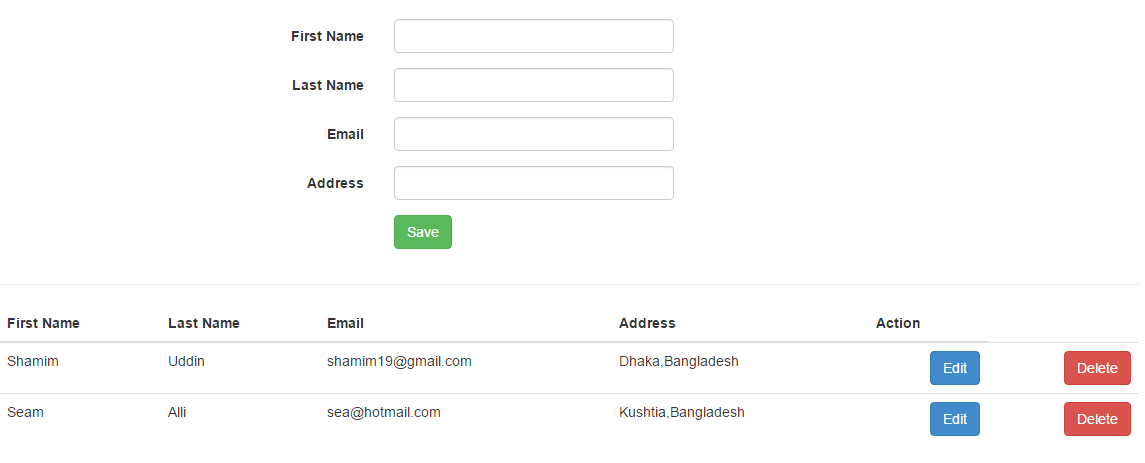 First Name
Last Name
Email
Address
Save
First Name Last Name Email Address Action
Shamim Uddin shamim19@gmail.com Dhaka,Bangladesh Edit Delete
Seam Alli sea@hotmail.com Kushtia,Bangladesh Edit Delete